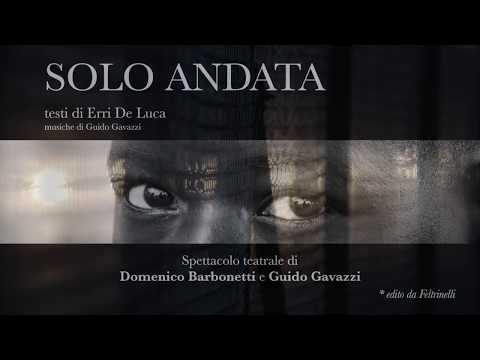 SOLO ANDATA
testi di Erri De Luca
musiche di Guido Gavazzi
Spettacolo teatrale di
Domenico Barbonetti e Guido Gavazzi
* edito da Feltrinelli